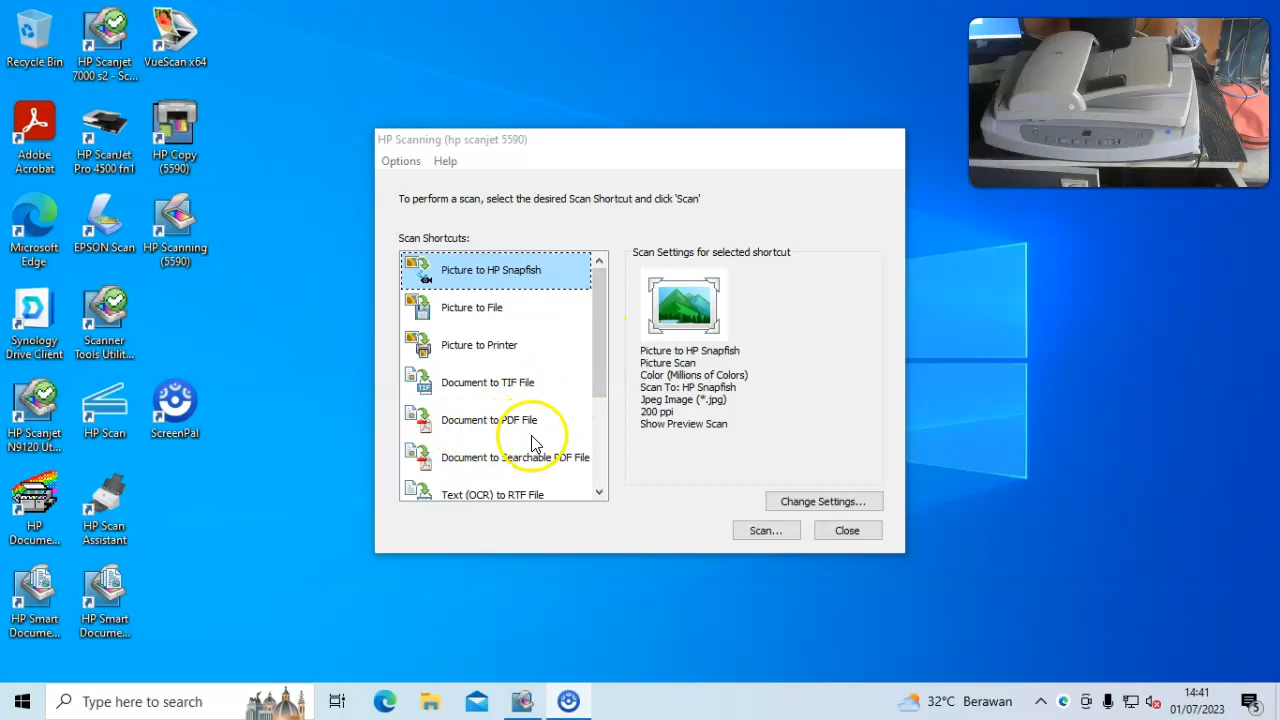 Recycle Bin
HP Scanjet
7000 s2 - Sc...
VueScan x64
Adobe
Acrobat
HP ScanJet
Pro 4500 fn1
HP Copy
(5590)
Microsoft
Edge
EPSON Scan
HP Scanning
(5590)
Synology
Drive Client
Scanner
Tools Utilit...
HP Scanjet
N9120 Ut...
HP Scan
ScreenPal
HP
Docume...
HP Scan
Assistant
HP Smart
Docume...
HP Smart
Docume...
HP Scanning (hp scanjet 5590)
Options Help
To perform a scan, select the desired Scan Shortcut and click 'Scan'
Scan Shortcuts:
Picture to HP Snapfish
Picture to File
Picture to Printer
Document to TIF File
Document to PDF File
Document to Searchable PDF File
Text (OCR) to RTF File
Scan Settings for selected shortcut
Picture to HP Snapfish
Picture Scan
Color (Millions of Colors)
Scan To: HP Snapfish
Jpeg Image (*.jpg)
200 ppi
Show Preview Scan
Change Settings...
Scan... Close
Type here to search
32°C Berawan
14:41
01/07/2023
5